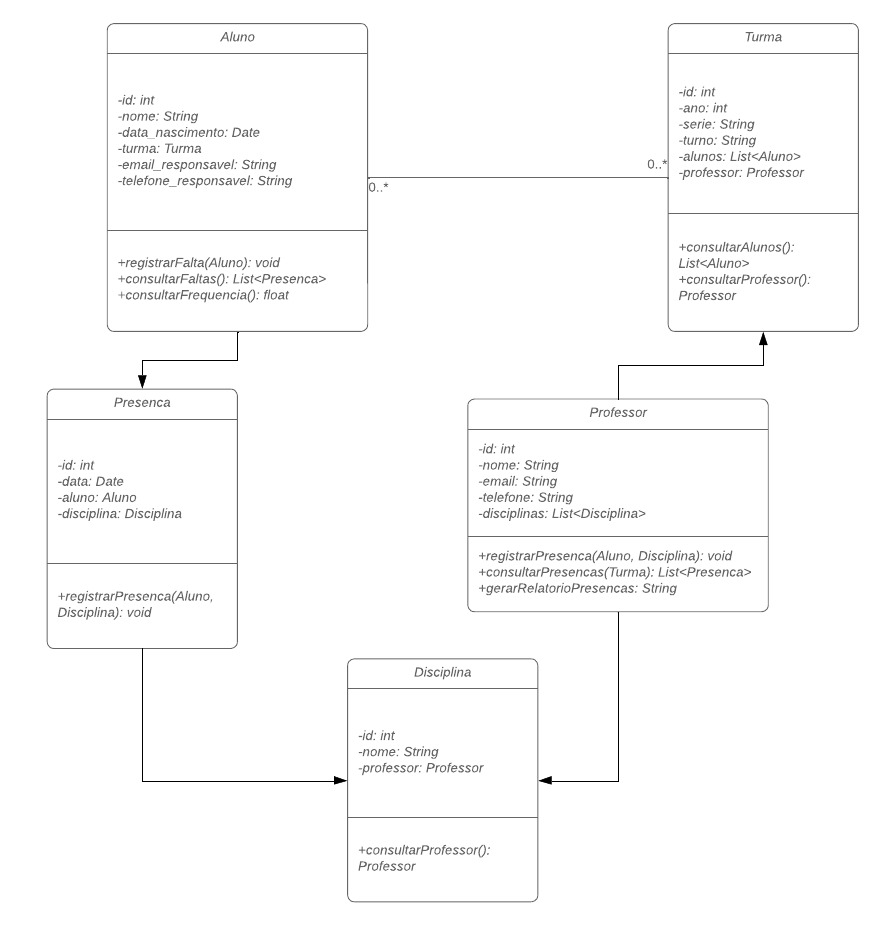 Aluno
-id: int
-nome: String
-data_nascimento: Date
-turma: Turma
-email_responsavel: String
-telefone_responsavel: String
+registrarFalta(Aluno): void
+consultarFaltas(): List<Presenca>
+consultarFrequencia(): float
0..*
0..*
Turma
-id: int
-ano: int
-serie: String
-turno: String
-alunos: List<Aluno>
-professor: Professor
+consultarAlunos():
List<Aluno>
+consultarProfessor():
Professor
Presenca
-id: int
-data: Date
-aluno: Aluno
-disciplina: Disciplina
+registrarPresenca(Aluno,
Disciplina): void
Professor
-id: int
-nome: String
-email: String
-telefone: String
-disciplinas: List<Disciplina>
+registrarPresenca(Aluno, Disciplina): void
+consultarPresencas(Turma): List<Presenca>
+gerarRelatorioPresencas: String
Disciplina
-id: int
-nome: String
-professor: Professor
+consultarProfessor():
Professor